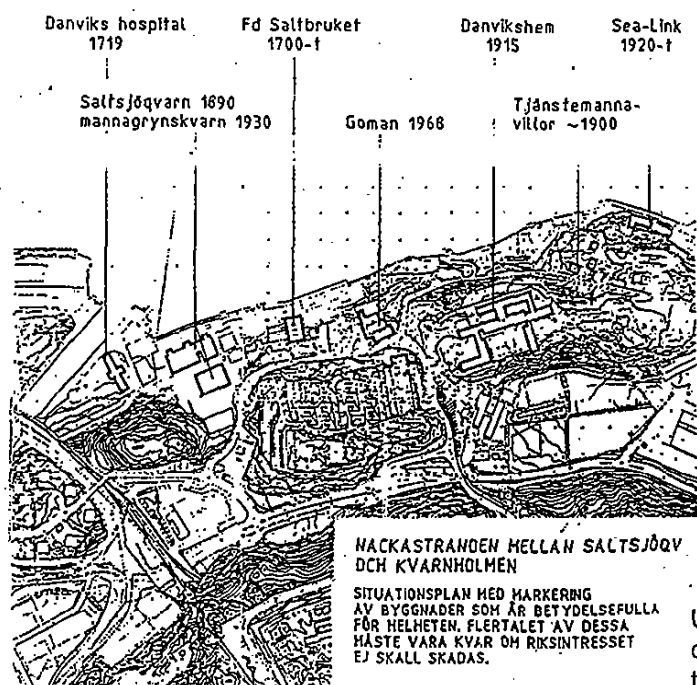 Danviks hospital
1719
Fd Saltbruket
1700-t
Danvikshem
1915
Sea-Link
1920-t
Saltsjöqvarn 1890
mannagrynskvarn 1930
Goman 1968
Tjänstemanna-
villor ~1900
NACKASTRANDEN MELLAN SALTSJÖQV
OCH KVARNHOLMEN
SITUATIONSPLAN MED MARKERING
AV BYGGNADER SOM ÄR BETYDELSEFULLA
FÖR HELHETEN. FLERTALET AV DESSA
MÅSTE VARA KVAR OM RIKSINTRESSET
EJ SKALL SKADAS.